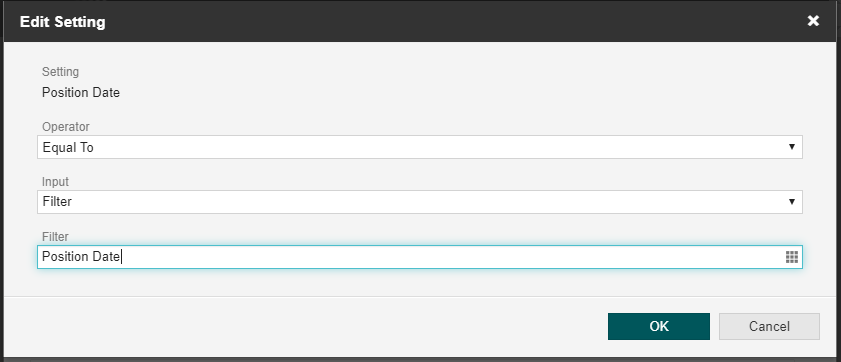 Edit Setting
Setting
Position Date
Operator
Equal To
Input
Filter
Filter
Position Date
OK Cancel